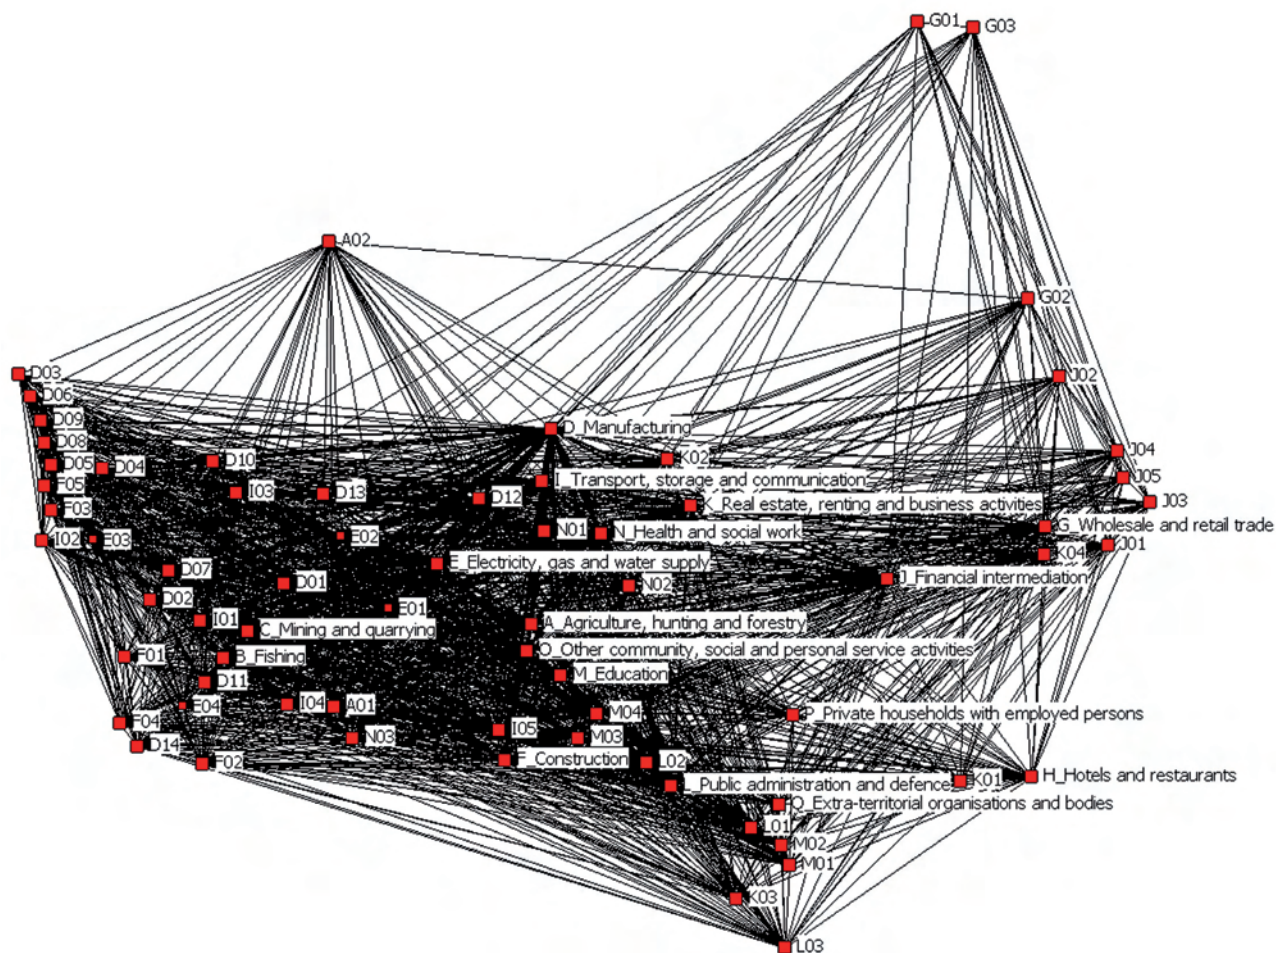 G01
G03
A02
G02
D03
J02
D06
D09
D_Manufacturing
D08
J04
K02
D10
D05
D04
J05
I_Transport, storage and communication
F05
I03
D13
D12
J03
K_Real estate, renting and business activities
F03
G_Wholesale and retail trade
N01
N_Health and social work
I02
E03
E02
J01
K04
E_Electricity, gas and water supply
D07
J_Financial intermediation
D01
N02
D02
E01
I01
A_Agriculture, hunting and forestry
C_Mining and quarrying
O_Other community, social and personal service activities
F01
B_Fishing
M_Education
D11
E04
I04
A01
M04
P_Private households with employed persons
F04
I05
N03
M03
D14
F_Construction
L02
F02
H_Hotels and restaurants
K01
L_Public administration and defence
Q_Extra-territorial organisations and bodies
L01
M02
M01
K03
L03